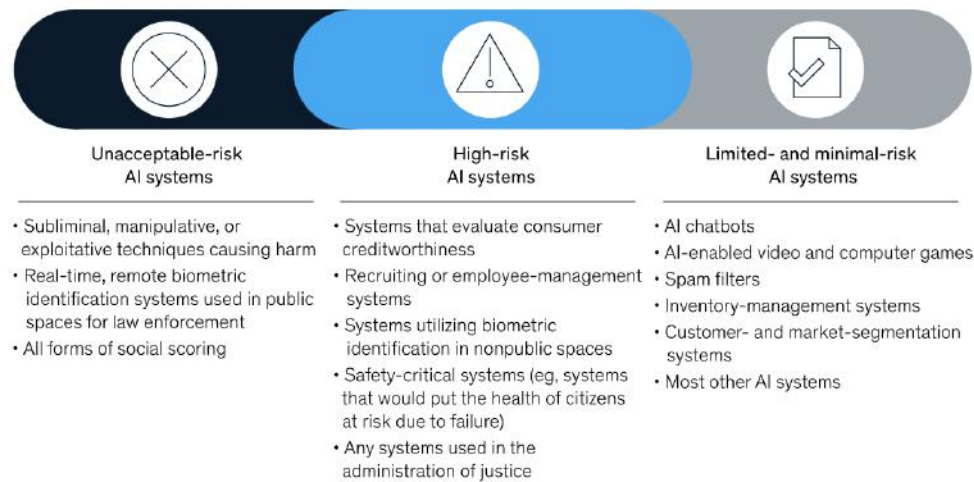 Unacceptable-risk
AI systems
• Subliminal, manipulative, or
exploitative techniques causing harm
• Real-time, remote biometric
identification systems used in public
spaces for law enforcement
• All forms of social scoring
High-risk
AI systems
• Systems that evaluate consumer
creditworthiness
• Recruiting or employee-management
systems
• Systems utilizing biometric
identification in nonpublic spaces
• Safety-critical systems (eg, systems
that would put the health of citizens
at risk due to failure)
• Any systems used in the
administration of justice
Limited- and minimal-risk
AI systems
• AI chatbots
• AI-enabled video and computer games
• Spam filters
• Inventory-management systems
• Customer- and market-segmentation
systems
• Most other AI systems